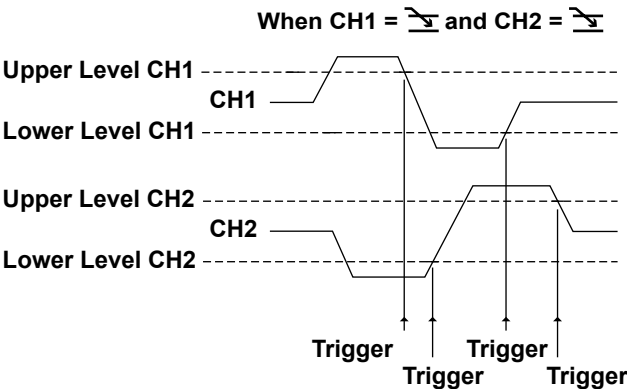 When CH1 = and CH2 =
Upper Level CH1
CH1
Lower Level CH1
Upper Level CH2
CH2
Lower Level CH2
Trigger Trigger
Trigger Trigger